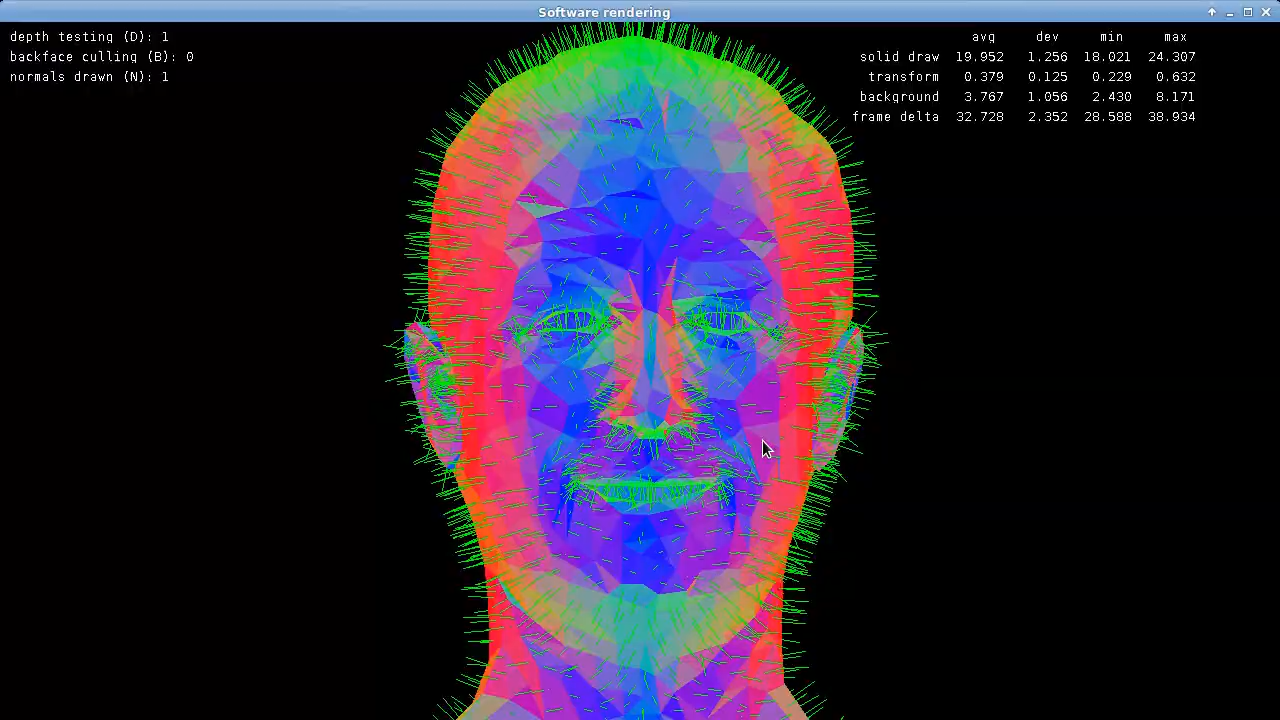 Software rendering
depth testing (D): 1
backface culling (B): 0
normals drawn (N): 1
avg dev min max
solid draw 19.952 1.256 18.021 24.307
transform 0.379 0.125 0.229 0.632
background 3.767 1.056 2.430 8.171
frame delta 32.728 2.352 28.588 38.934